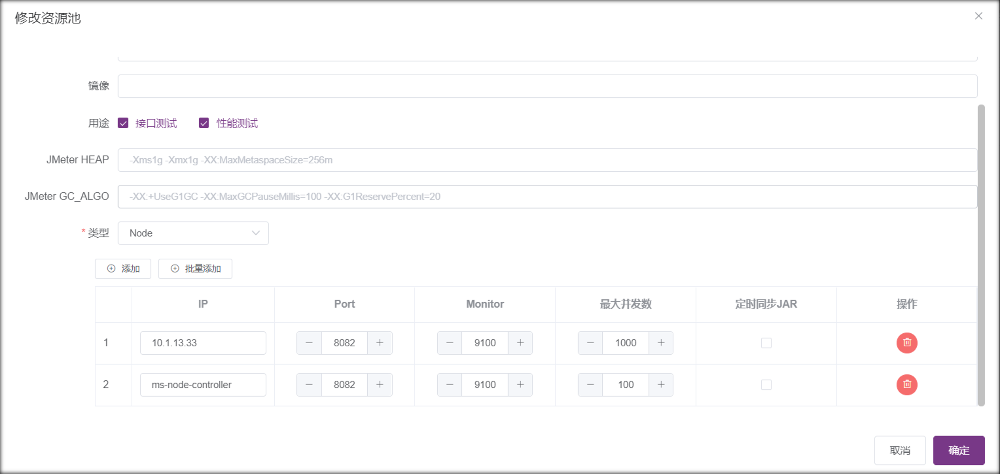 修改资源池
镜像
用途 接口测试 性能测试
JMeter HEAP -Xms1g -Xmx1g -XX:MaxMetaspaceSize=256m
JMeter GC_ALGO -XX:+UseG1GC -XX:MaxGCPauseMillis=100 -XX:G1ReservePercent=20
* 类型 Node
添加 批量添加
IP Port Monitor 最大并发数 定时同步JAR 操作
1 10.1.13.33 8082 9100 1000
2 ms-node-controller 8082 9100 100
取消 确定